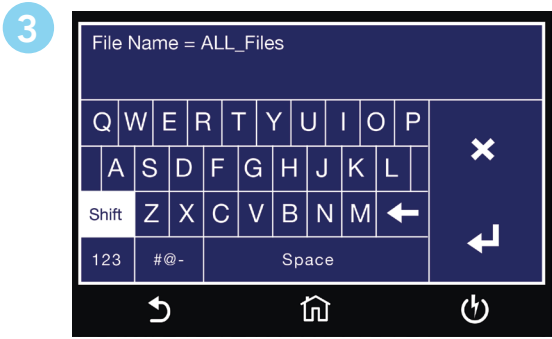 3
File Name = ALL_Files
Q W E R T Y U I O P
A S D F G H J K L
Shift Z X C V B N M
123 #@- Space